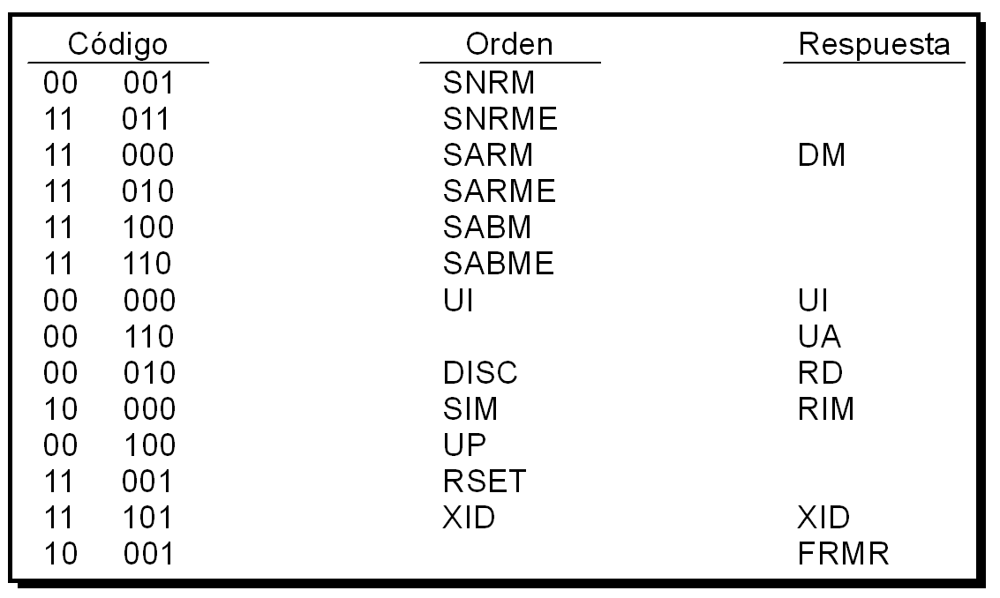 Código Orden Respuesta
00 001 SNRM
11 011 SNRME
11 000 SARM DM
11 010 SARME
11 100 SABM
11 110 SABME
00 000 UI UI
00 110 UA
00 010 DISC RD
10 000 SIM RIM
00 100 UP
11 001 RSET
11 101 XID XID
10 001 FRMR